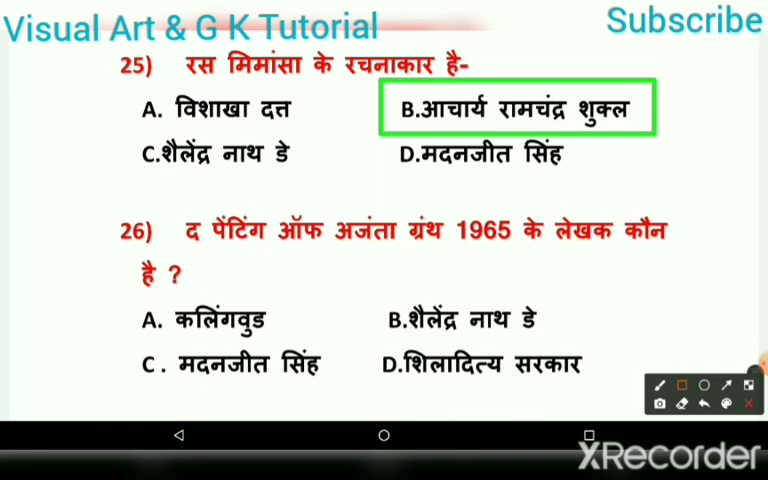 Visual Art & G K Tutorial
Subscribe
25) रस मिमांसा के रचनाकार है-
A. विशाखा दत्त B.आचार्य रामचंद्र शुक्ल
C.शैलेंद्र नाथ डे D.मदनजीत सिंह
26) द पेंटिंग ऑफ अजंता ग्रंथ 1965 के लेखक कौन
है ?
A. कलिंगवुड B.शैलेंद्र नाथ डे
C. मदनजीत सिंह D.शिलादित्य सरकार
XRecorder